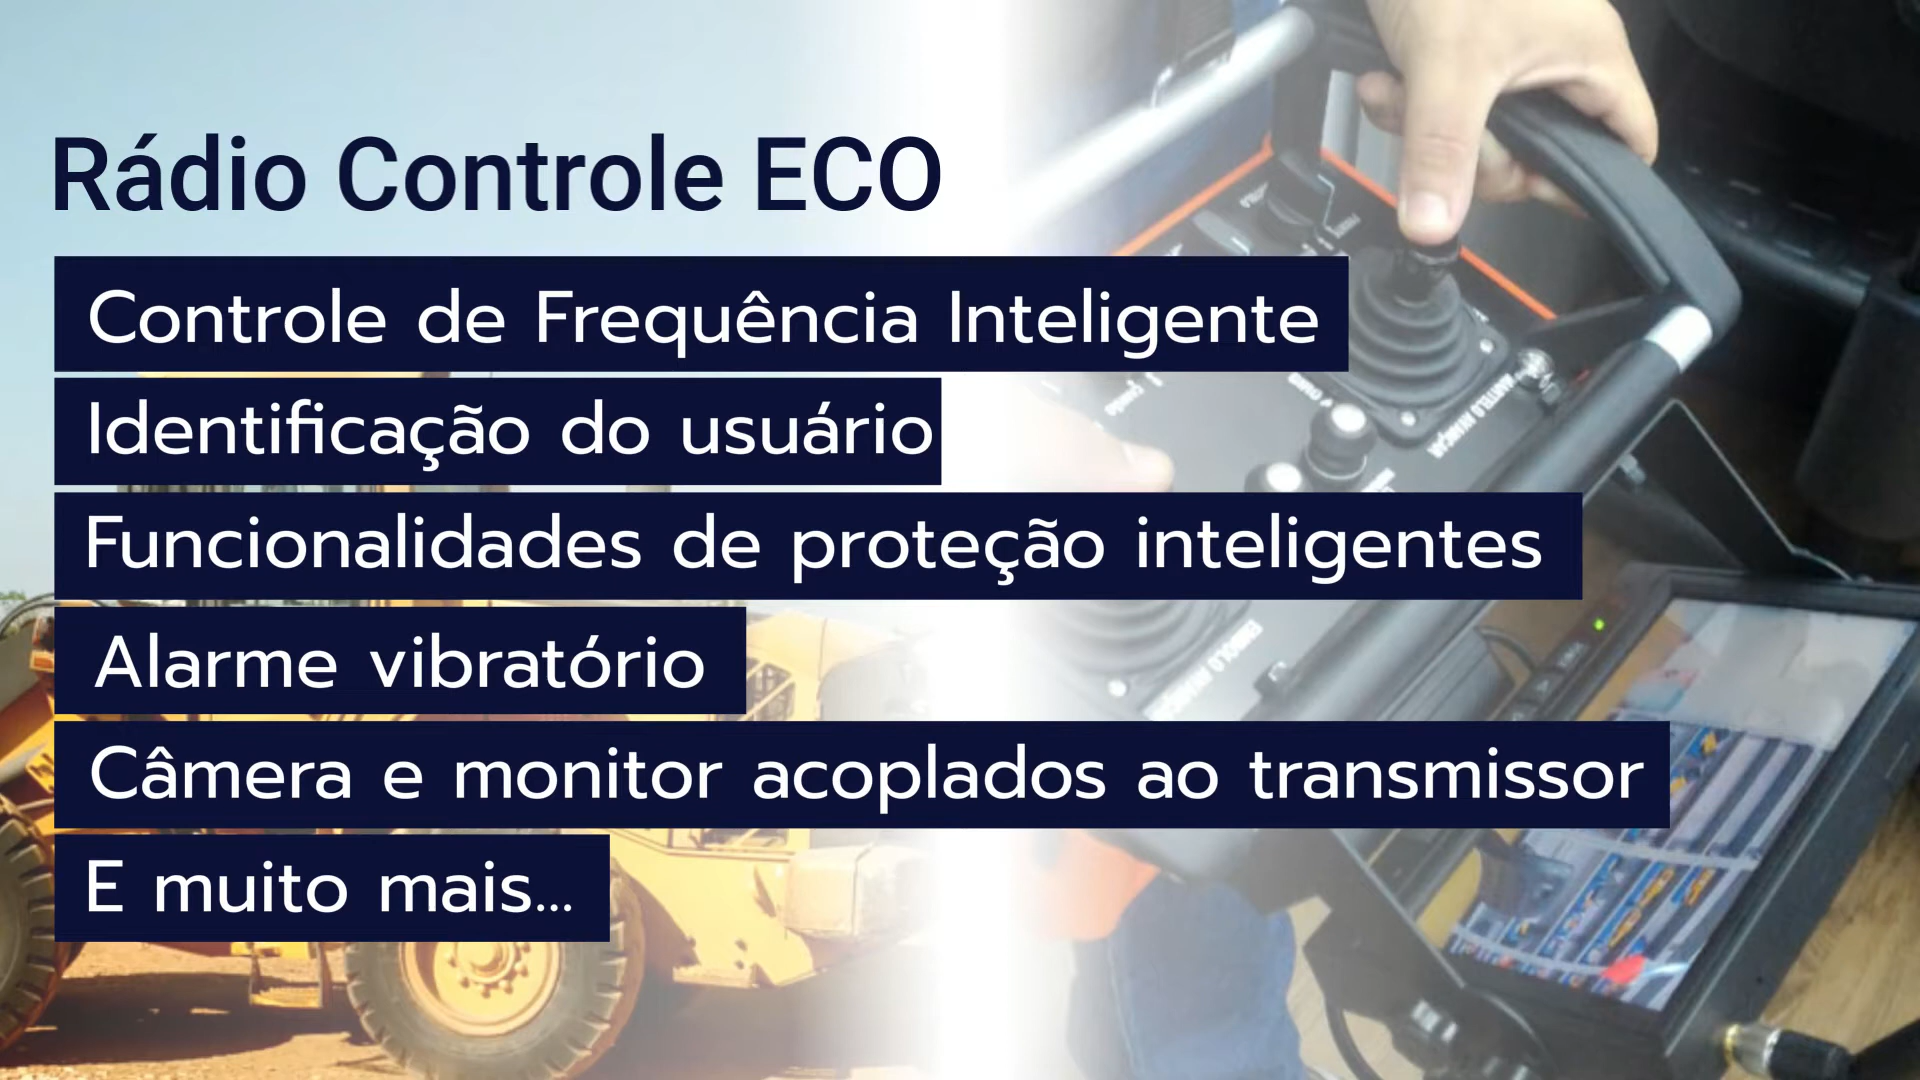 Rádio Controle ECO
Controle de Frequência Inteligente
Identificação do usuário
Funcionalidades de proteção inteligentes
Alarme vibratório
Câmera e monitor acoplados ao transmissor
E muito mais...